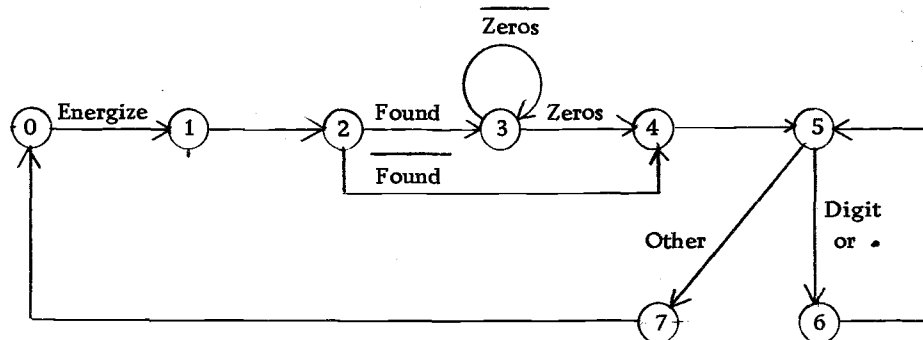 Zeros
0 Energize 1 2 Found 3 Zeros 4 5
Found
Digit
Other
or .
7 6